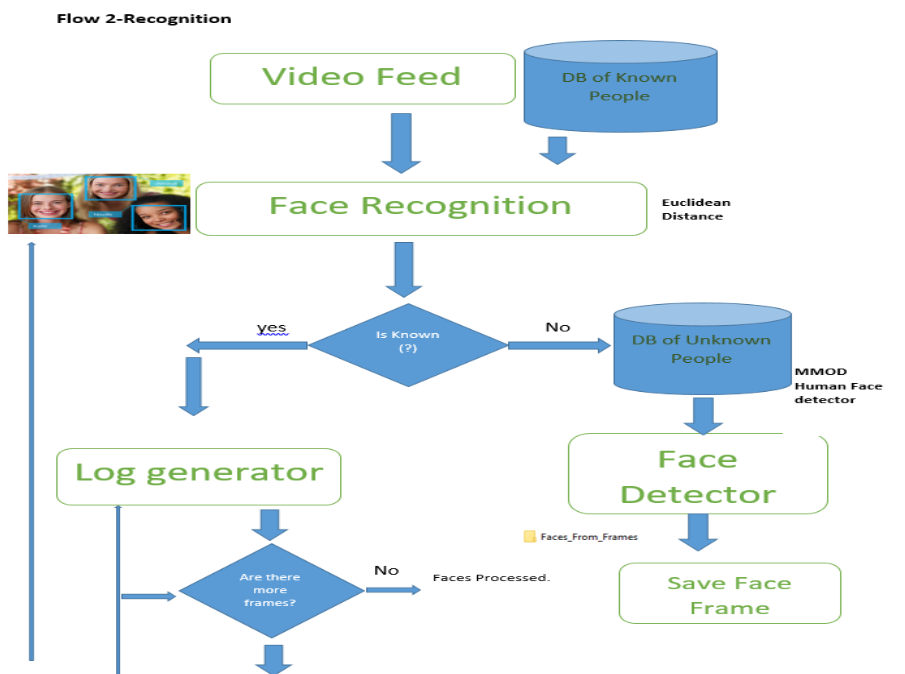 Flow 2-Recognition
Video Feed
DB of Known
People
Face Recognition
Euclidean
Distance
yes
Is Known
(?)
No
DB of Unknown
People
MMOD
Human Face
detector
Log generator
Face
Detector
Faces_From_Frames
Are there
more
frames?
No
Faces Processed.
Save Face
Frame